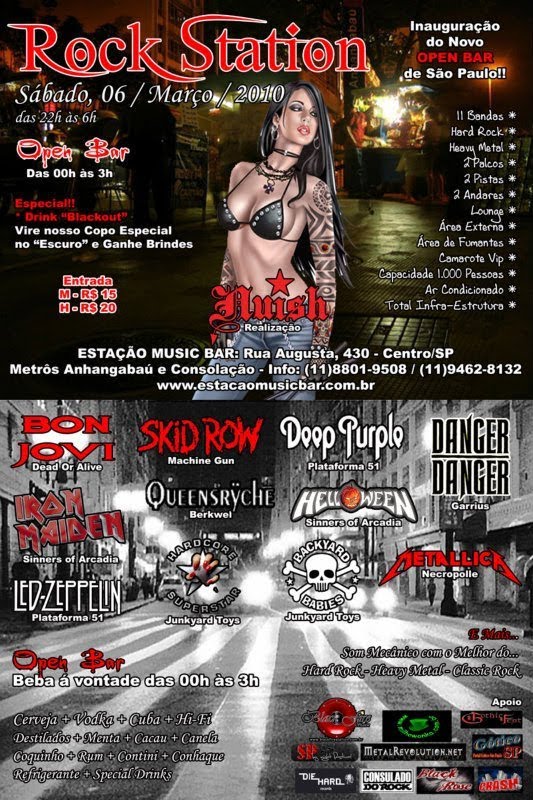 Rock Station
Sábado, 06 / Março / 2010
das 22h às 6h
Open Bar
Das 00h às 3h
Especial!!
* Drink “Blackout”
Vire nosso Copo Especial
no “Escuro” e Ganhe Brindes
Entrada
M - R$ 15
H - R$ 20
Inauguração
do Novo
OPEN BAR
de São Paulo!!
11 Bandas *
Hard Rock *
Heavy Metal *
2 Palcos *
2 Pistas *
2 Andares *
Lounge *
Área Externa *
Área de Fumantes *
Camarote Vip *
Capacidade 1.000 Pessoas *
Ar Condicionado *
Total Infra-Estrutura *
Nuish
Realização
ESTAÇÃO MUSIC BAR: Rua Augusta, 430 - Centro/SP
Metrôs Anhangabaú e Consolação - Info: (11)8801-9508 / (11)9462-8132
www.estacaomusicbar.com.br
BON
JOVI
Dead Or Alive
SKID ROW
Machine Gun
Deep Purple
Plataforma 51
DANGER
DANGER
Garrius
IRON
MAIDEN
Sinners of Arcadia
QUEENSRŸCHE
Berkwel
HELLOWEEN
Sinners of Arcadia
METALLICA
Necropolle
LED-ZEPPELIN
Plataforma 51
HARDCORE
SUPERSTAR
Junkyard Toys
BACKYARD
BABIES
Junkyard Toys
E Mais...
Som Mecânico com o Melhor do...
Hard Rock - Heavy Metal - Classic Rock
Open Bar
Beba á vontade das 00h às 3h
Cerveja + Vodka + Cuba + Hi-Fi
Destilados + Menta + Cacau + Canela
Coquinho + Rum + Contini + Conhaque
Refrigerante + Special Drinks
Apoio
METALREVOLUTION.NET
Gótico
SP
DIE HARD
records
CONSULADO
DO ROCK
Black Rose
CRASH